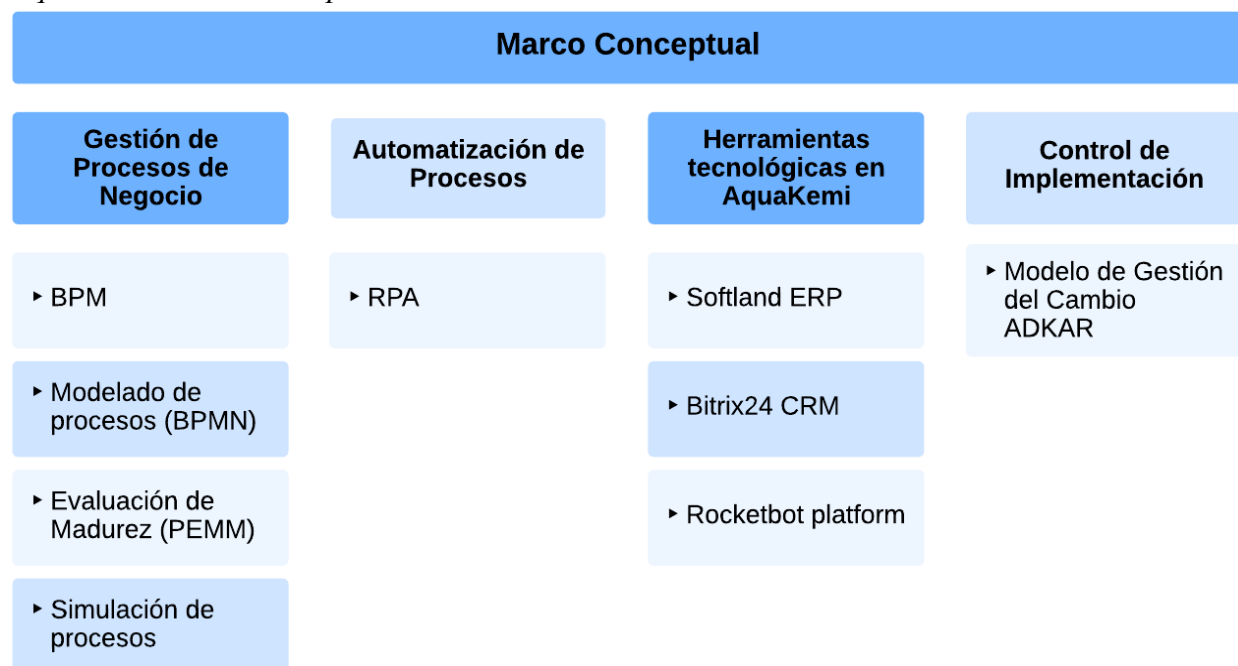 Marco Conceptual
Gestión de
Procesos de
Negocio
▸ BPM
▸ Modelado de
procesos (BPMN)
▸ Evaluación de
Madurez (PEMM)
▸ Simulación de
procesos
Automatización de
Procesos
▸ RPA
Herramientas
tecnológicas en
AquaKemi
▸ Softland ERP
▸ Bitrix24 CRM
▸ Rocketbot platform
Control de
Implementación
▸ Modelo de Gestión
del Cambio
ADKAR